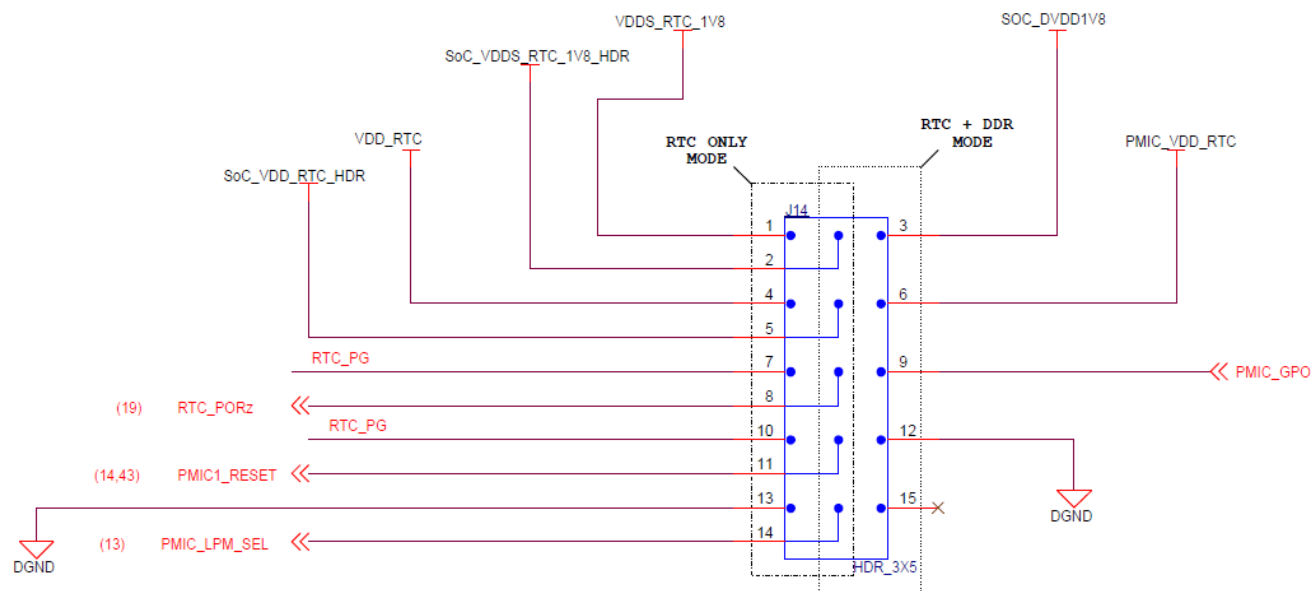 VDDS_RTC_1V8
SOC_DVDD1V8
SoC_VDDS_RTC_1V8_HDR
RTC + DDR
MODE
RTC ONLY
MODE
VDD_RTC
PMIC_VDD_RTC
SoC_VDD_RTC_HDR
J14
1
3
2
4
6
5
RTC_PG
7
9
PMIC_GPO
(19) RTC_PORz
8
RTC_PG
10
12
(14,43) PMIC1_RESET
11
13
15
DGND
(13) PMIC_LPM_SEL
14
DGND
HDR_3X5